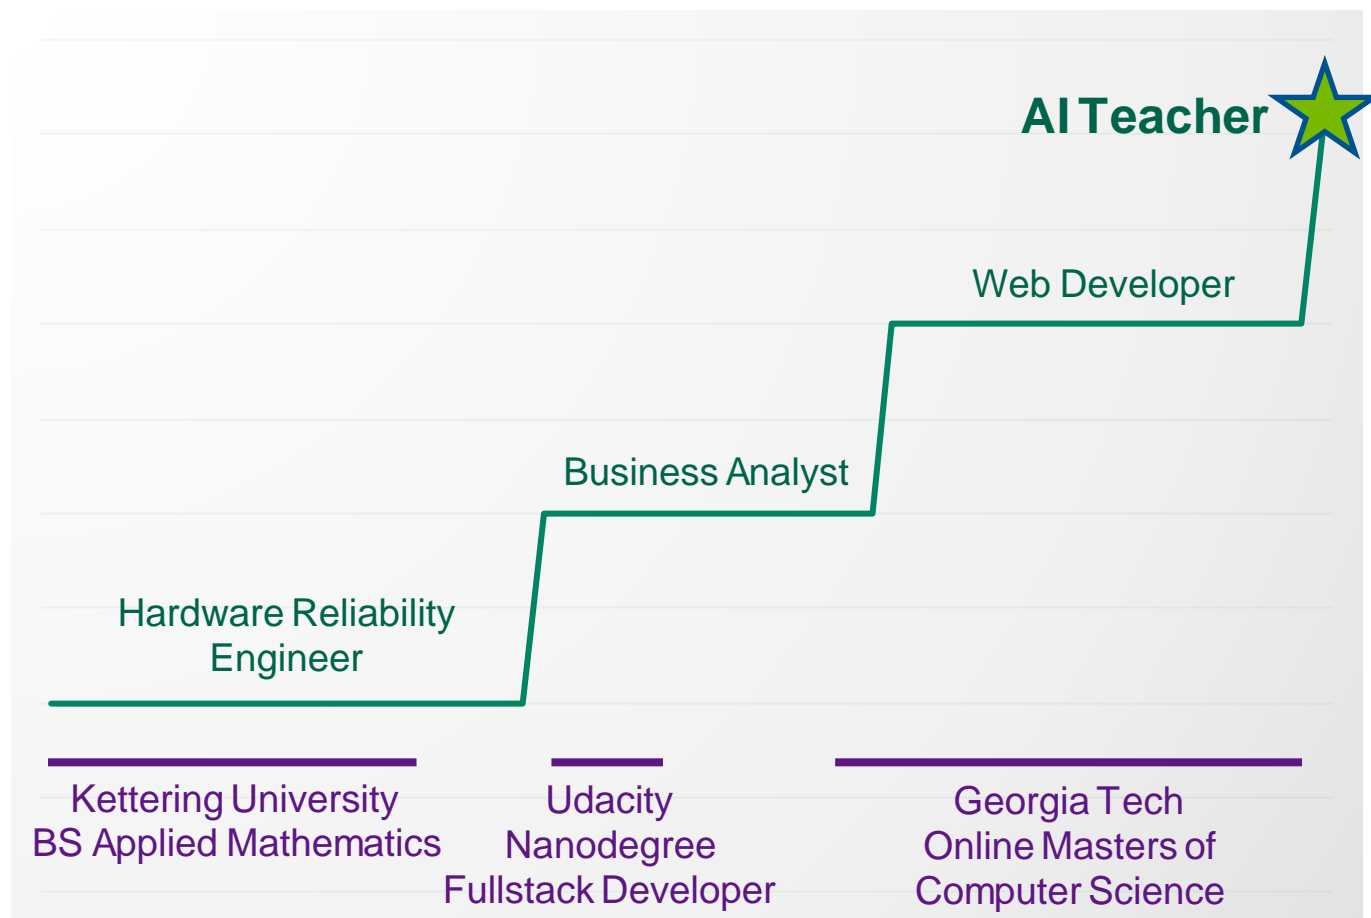 AI Teacher
Web Developer
Business Analyst
Hardware Reliability
Engineer
Kettering University
BS Applied Mathematics
Udacity
Nanodegree
Fullstack Developer
Georgia Tech
Online Masters of
Computer Science